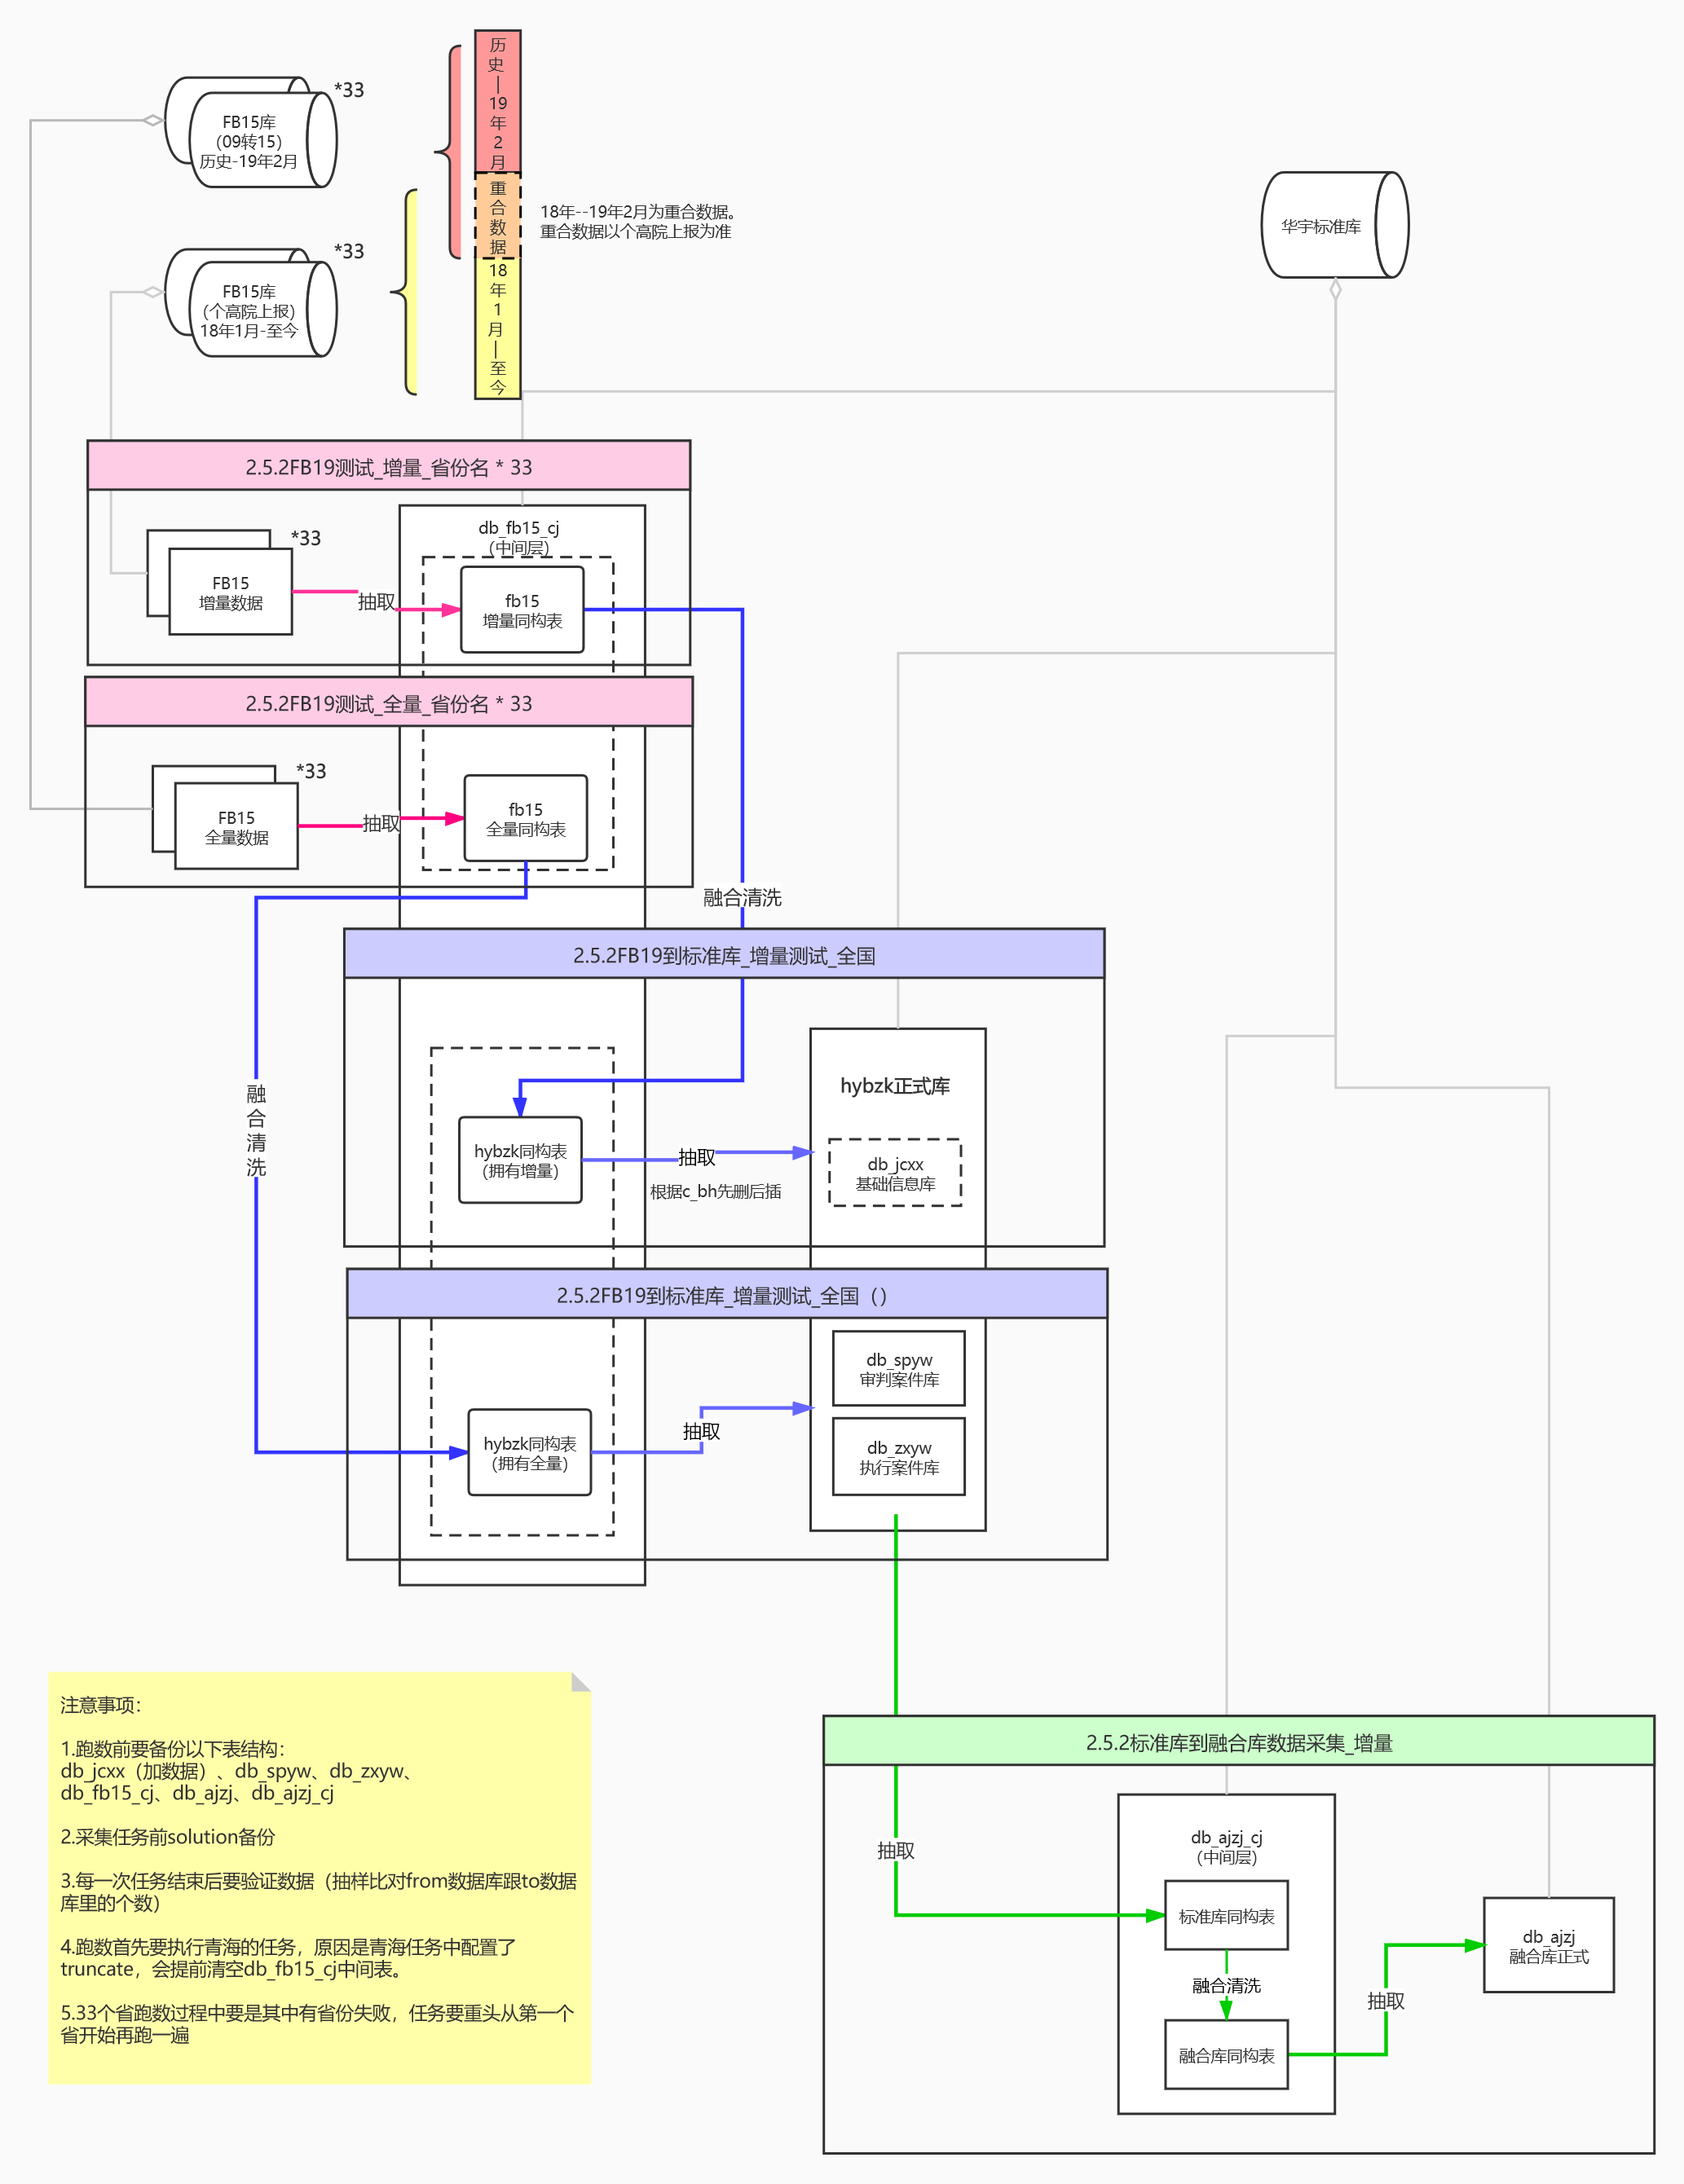 *33
FB15库
(09转15)
历史-19年2月
*33
FB15库
(个高院上报)
18年1月-至今
历
史
|
19
年
2
月
重
合
数
据
18
年
1
月
|
至
今
18年--19年2月为重合数据。
重合数据以个高院上报为准
华宇标准库
2.5.2FB19测试_增量_省份名 * 33
*33
FB15
增量数据
抽取
db_fb15_cj
(中间层)
fb15
增量同构表
2.5.2FB19测试_全量_省份名 * 33
*33
FB15
全量数据
抽取
fb15
全量同构表
融合清洗
融
合
清
洗
2.5.2FB19到标准库_增量测试_全国
hybzk同构表
(拥有增量)
抽取
根据c_bh先删后插
hybzk正式库
db_jcxx
基础信息库
2.5.2FB19到标准库_增量测试_全国（）
hybzk同构表
(拥有全量)
抽取
db_spyw
审判案件库
db_zxyw
执行案件库
注意事项：
1.跑数前要备份以下表结构：
db_jcxx（加数据）、db_spyw、db_zxyw、
db_fb15_cj、db_ajzj、db_ajzj_cj
2.采集任务前solution备份
3.每一次任务结束后要验证数据（抽样比对from数据库跟to数据
库里的个数）
4.跑数首先要执行青海的任务，原因是青海任务中配置了
truncate，会提前清空db_fb15_cj中间表。
5.33个省跑数过程中要是其中有省份失败，任务要重头从第一个
省开始再跑一遍
2.5.2标准库到融合库数据采集_增量
抽取
db_ajzj_cj
(中间层)
标准库同构表
融合清洗
融合库同构表
抽取
db_ajzj
融合库正式